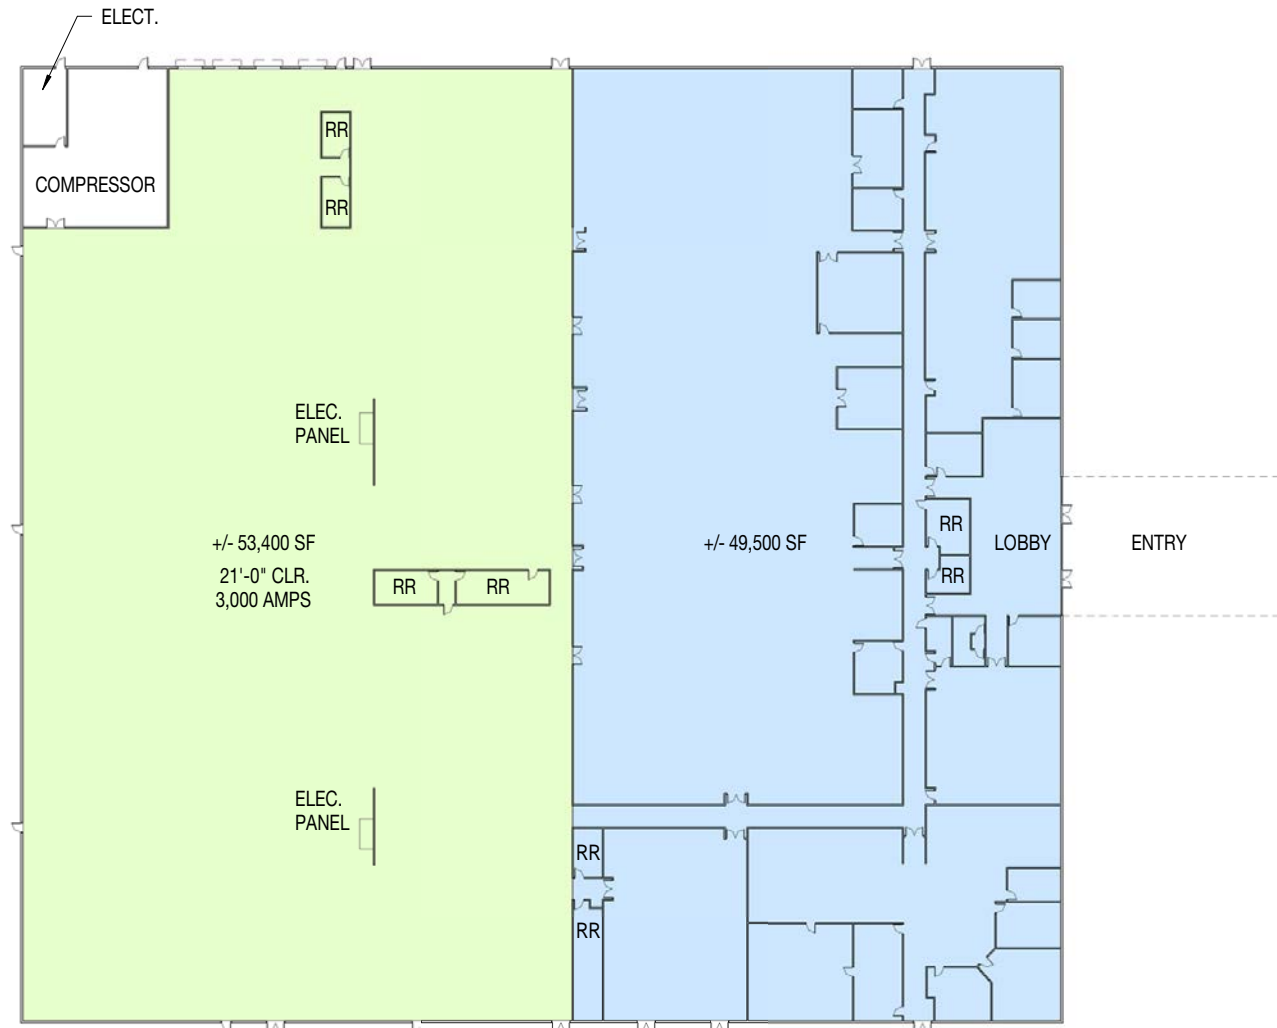 ELECT.
RR
COMPRESSOR
RR
ELEC.
PANEL
+/- 53,400 SF
21'-0" CLR.
3,000 AMPS
RR
RR
+/- 49,500 SF
RR
RR
LOBBY
ENTRY
ELEC.
PANEL
RR
RR